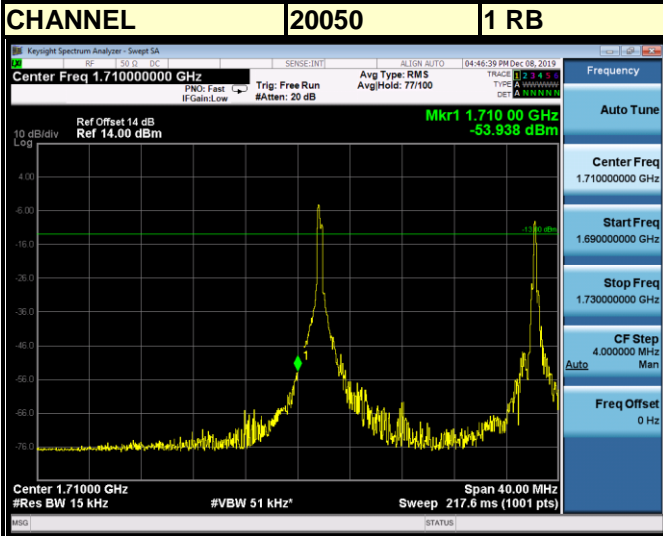 CHANNEL 20050 1 RB
Keysight Spectrum Analyzer - Swept SA
RF 50 Ω DC SENSE:INT ALIGN AUTO 04:46:39 PM Dec 08, 2019
Center Freq 1.710000000 GHz
PNO: Fast
IFGain:Low
Trig: Free Run
#Atten: 20 dB
Avg Type: RMS
Avg|Hold: 77/100
TRACE 1 2 3 4 5 6
TYPE A WWWWW
DET A N N N N N
Frequency
Ref Offset 14 dB
Ref 14.00 dBm
10 dB/div
Log
Mkr1 1.710 00 GHz
-53.938 dBm
Auto Tune
Center Freq
1.710000000 GHz
Start Freq
1.690000000 GHz
Stop Freq
1.730000000 GHz
CF Step
4.000000 MHz
Auto Man
Freq Offset
0 Hz
4.00
-6.00
-13.00 dBm
-16.0
-26.0
-36.0
-46.0
1
-56.0
-66.0
-76.0
Center 1.71000 GHz Span 40.00 MHz
#Res BW 15 kHz #VBW 51 kHz* Sweep 217.6 ms (1001 pts)
MSG STATUS